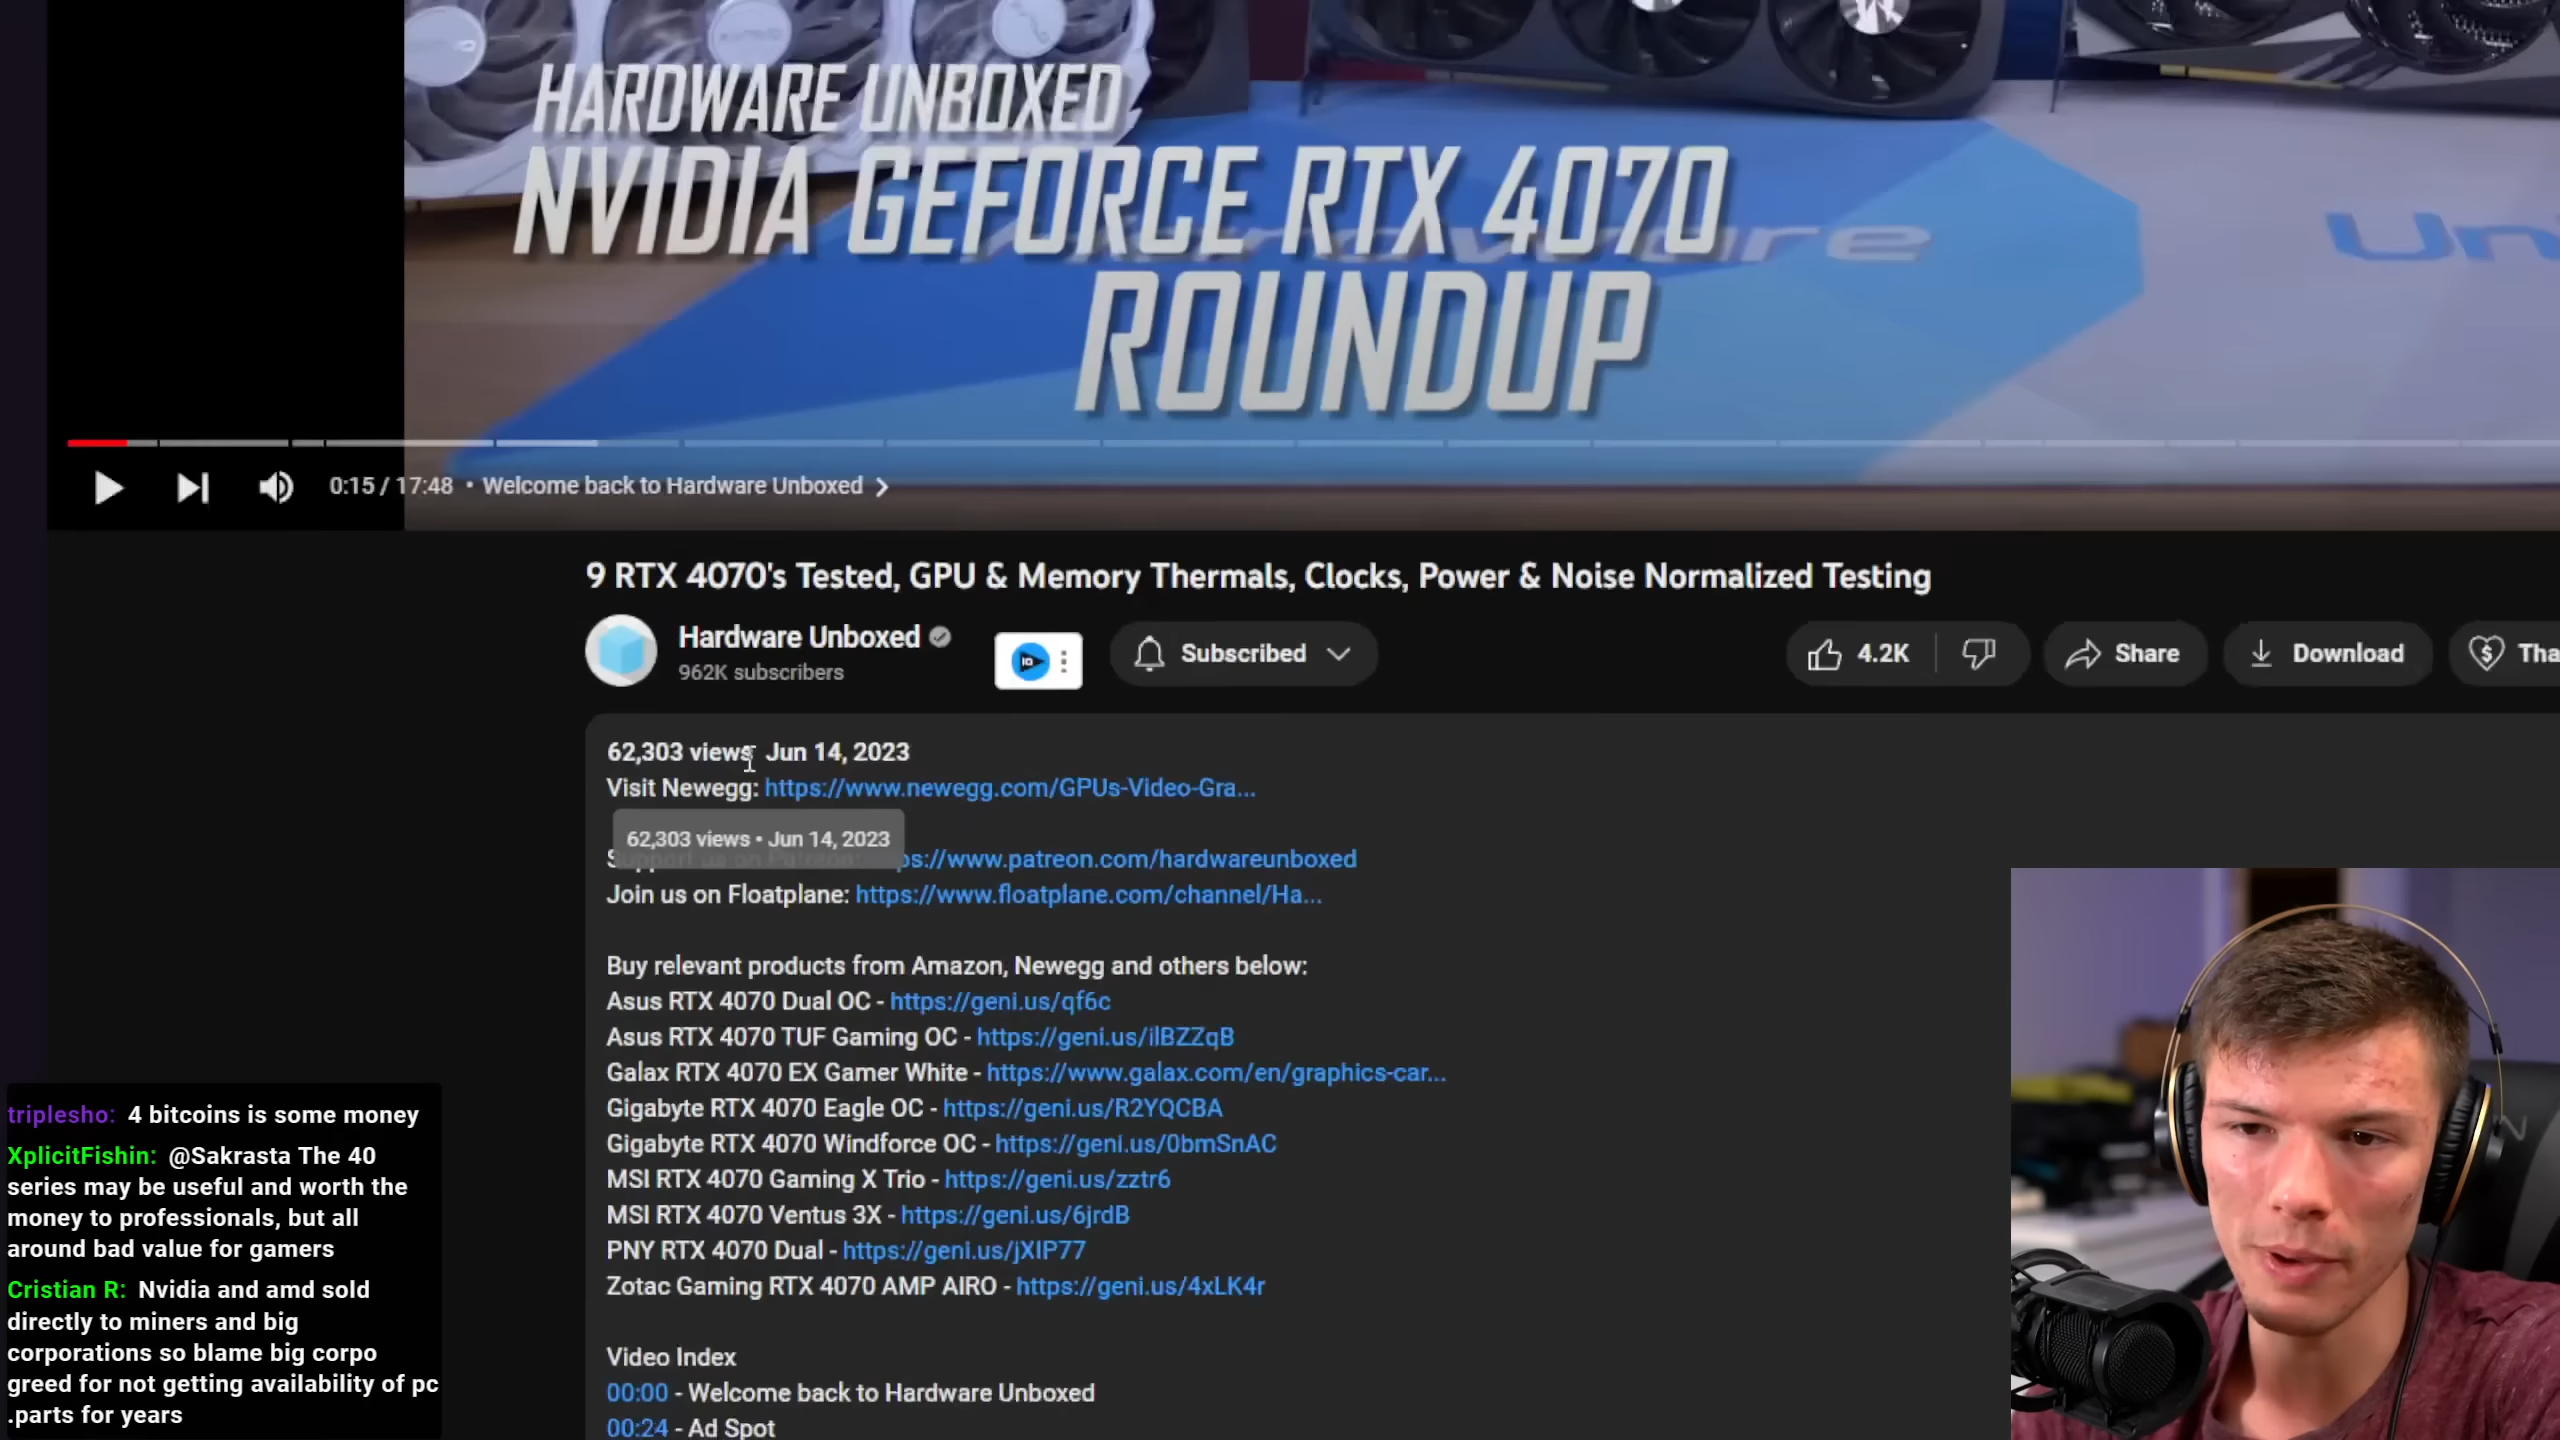 HARDWARE UNBOXED
NVIDIA GEFORCE RTX 4070
ROUNDUP
0:15 / 17:48 • Welcome back to Hardware Unboxed
9 RTX 4070's Tested, GPU & Memory Thermals, Clocks, Power & Noise Normalized Testing
Hardware Unboxed
962K subscribers
Subscribed
4.2K
Share
Download
Tha
62,303 views Jun 14, 2023
Visit Newegg: https://www.newegg.com/GPUs-Video-Gra...
62,303 views • Jun 14, 2023
ps://www.patreon.com/hardwareunboxed
Join us on Floatplane: https://www.floatplane.com/channel/Ha...
Buy relevant products from Amazon, Newegg and others below:
Asus RTX 4070 Dual OC - https://geni.us/qf6c
Asus RTX 4070 TUF Gaming OC - https://geni.us/ilBZZqB
Galax RTX 4070 EX Gamer White - https://www.galax.com/en/graphics-car...
Gigabyte RTX 4070 Eagle OC - https://geni.us/R2YQCBA
Gigabyte RTX 4070 Windforce OC - https://geni.us/0bmSnAC
MSI RTX 4070 Gaming X Trio - https://geni.us/zztr6
MSI RTX 4070 Ventus 3X - https://geni.us/6jrdB
PNY RTX 4070 Dual - https://geni.us/jXIP77
Zotac Gaming RTX 4070 AMP AIRO - https://geni.us/4xLK4r
Video Index
00:00 - Welcome back to Hardware Unboxed
00:24 - Ad Spot
triplesho: 4 bitcoins is some money
XplicitFishin: @Sakrasta The 40
series may be useful and worth the
money to professionals, but all
around bad value for gamers
Cristian R: Nvidia and amd sold
directly to miners and big
corporations so blame big corpo
greed for not getting availability of pc
.parts for years